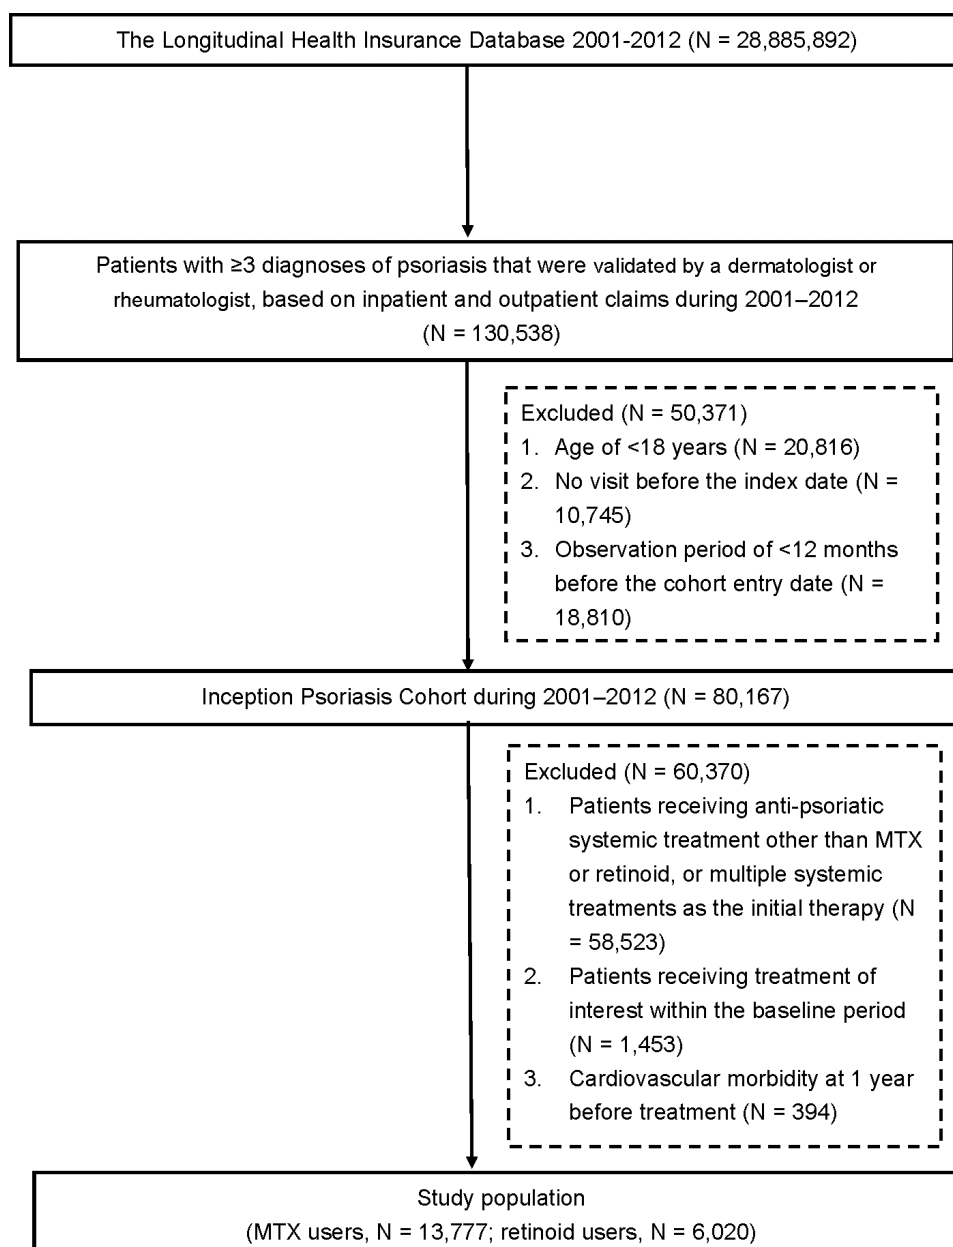 The Longitudinal Health Insurance Database 2001-2012 (N = 28,885,892)
Patients with ≥3 diagnoses of psoriasis that were validated by a dermatologist or
rheumatologist, based on inpatient and outpatient claims during 2001–2012
(N = 130,538)
Excluded (N = 50,371)
1. Age of <18 years (N = 20,816)
2. No visit before the index date (N =
10,745)
3. Observation period of <12 months
before the cohort entry date (N =
18,810)
Inception Psoriasis Cohort during 2001–2012 (N = 80,167)
Excluded (N = 60,370)
1. Patients receiving anti-psoriatic
systemic treatment other than MTX
or retinoid, or multiple systemic
treatments as the initial therapy (N
= 58,523)
2. Patients receiving treatment of
interest within the baseline period
(N = 1,453)
3. Cardiovascular morbidity at 1 year
before treatment (N = 394)
Study population
(MTX users, N = 13,777; retinoid users, N = 6,020)